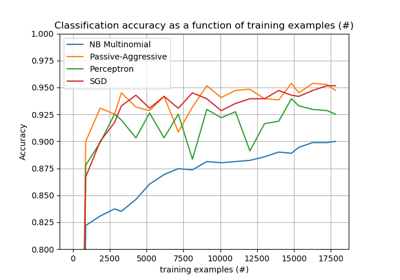 Classification accuracy as a function of training examples (#)
1.000
0.975
0.950
0.925
0.900
0.875
0.850
0.825
0.800
Accuracy
NB Multinomial
Passive-Aggressive
Perceptron
SGD
0 2500 5000 7500 10000 12500 15000 17500
training examples (#)